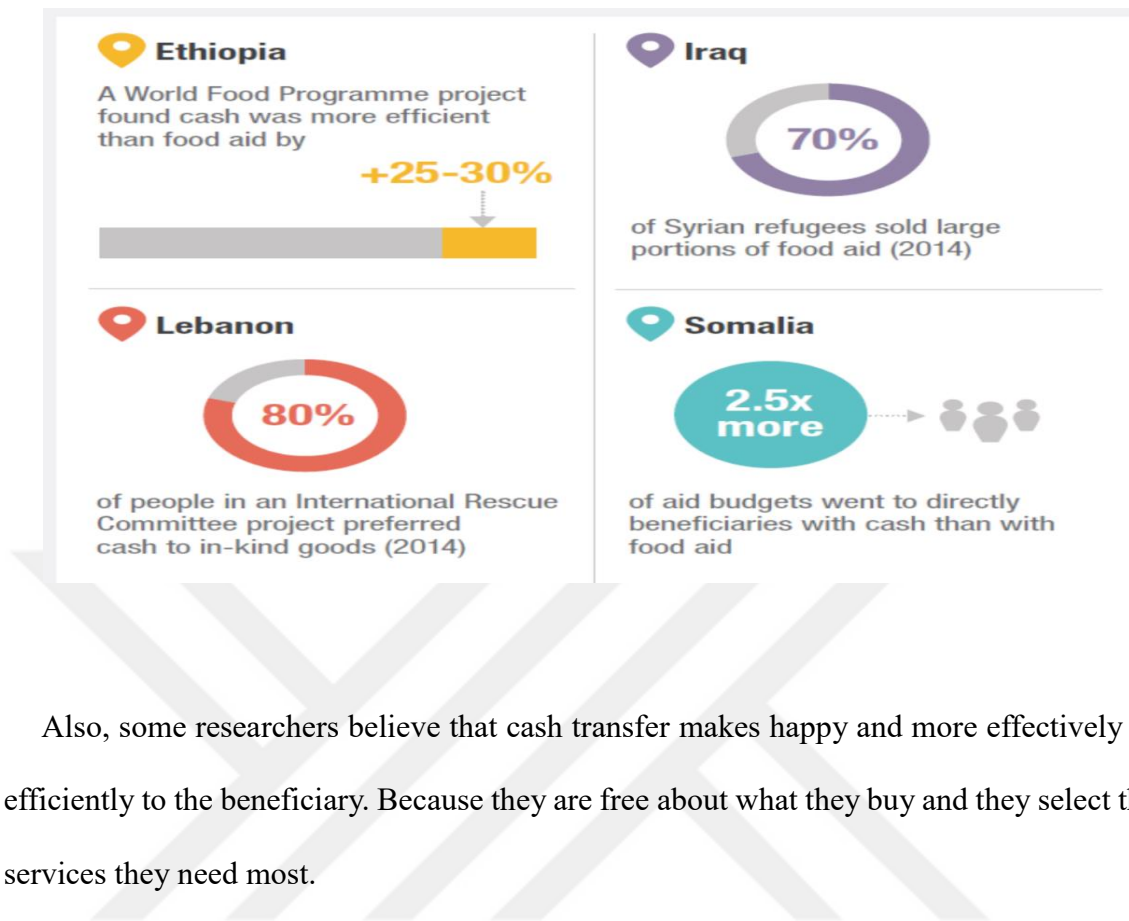 Ethiopia
A World Food Programme project
found cash was more efficient
than food aid by
+25-30%
Iraq
70%
of Syrian refugees sold large
portions of food aid (2014)
Lebanon
80%
of people in an International Rescue
Committee project preferred
cash to in-kind goods (2014)
Somalia
2.5x
more
of aid budgets went to directly
beneficiaries with cash than with
food aid
Also, some researchers believe that cash transfer makes happy and more effectively
efficiently to the beneficiary. Because they are free about what they buy and they select
services they need most.